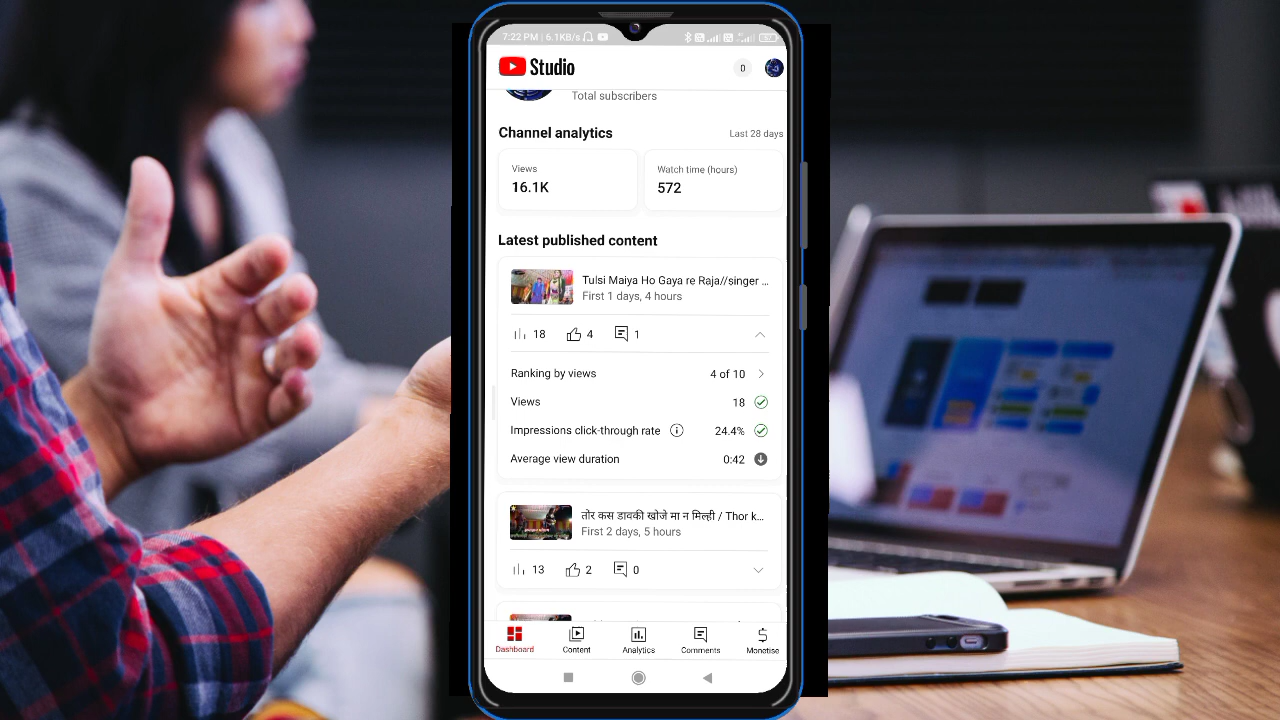 7:22 PM | 6.1KB/s
Studio
0
Total subscribers
Channel analytics
Last 28 days
Views
16.1K
Watch time (hours)
572
Latest published content
Tulsi Maiya Ho Gaya re Raja//singer ...
First 1 days, 4 hours
18 4 1
Ranking by views 4 of 10
Views 18
Impressions click-through rate 24.4%
Average view duration 0:42
तोर कस डावकी खोजे मा न मिल्ही / Thor k...
First 2 days, 5 hours
13 2 0
Dashboard Content Analytics Comments Monetise